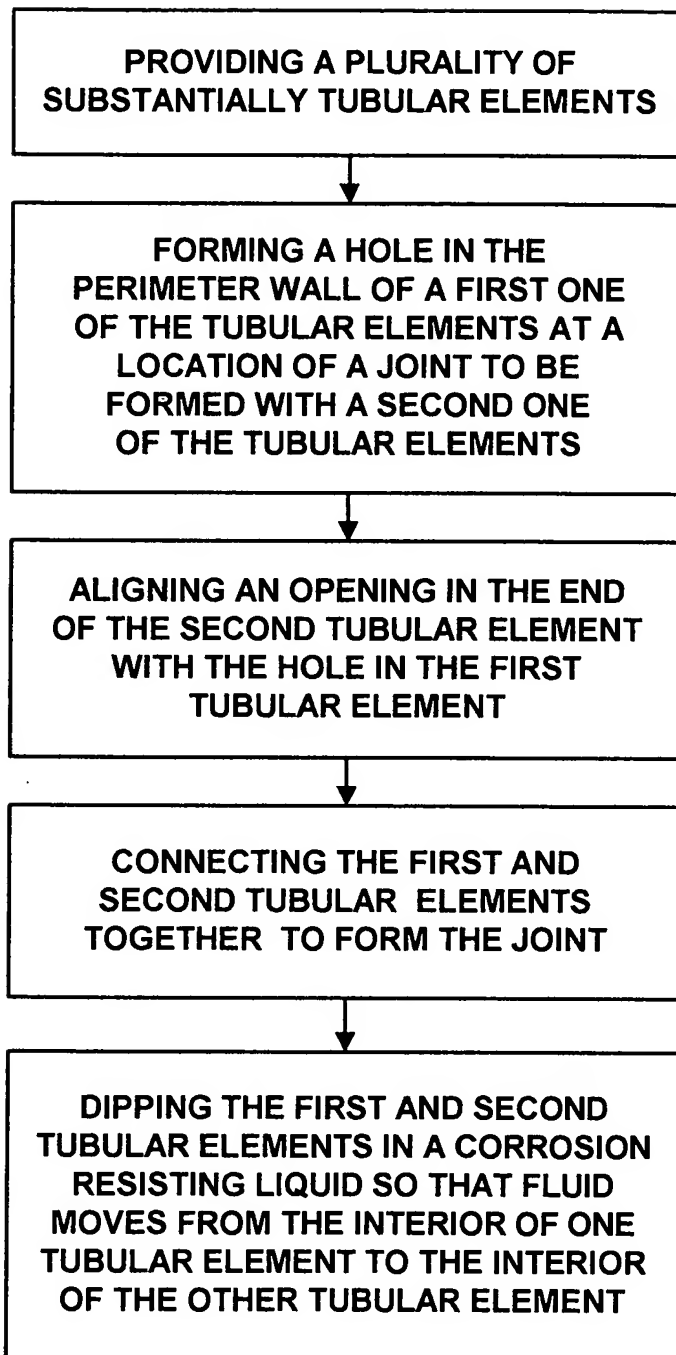 PROVIDING A PLURALITY OF
SUBSTANTIALLY TUBULAR ELEMENTS
FORMING A HOLE IN THE
PERIMETER WALL OF A FIRST ONE
OF THE TUBULAR ELEMENTS AT A
LOCATION OF A JOINT TO BE
FORMED WITH A SECOND ONE
OF THE TUBULAR ELEMENTS
ALIGNING AN OPENING IN THE END
OF THE SECOND TUBULAR ELEMENT
WITH THE HOLE IN THE FIRST
TUBULAR ELEMENT
CONNECTING THE FIRST AND
SECOND TUBULAR ELEMENTS
TOGETHER TO FORM THE JOINT
DIPPING THE FIRST AND SECOND
TUBULAR ELEMENTS IN A CORROSION
RESISTING LIQUID SO THAT FLUID
MOVES FROM THE INTERIOR OF ONE
TUBULAR ELEMENT TO THE INTERIOR
OF THE OTHER TUBULAR ELEMENT